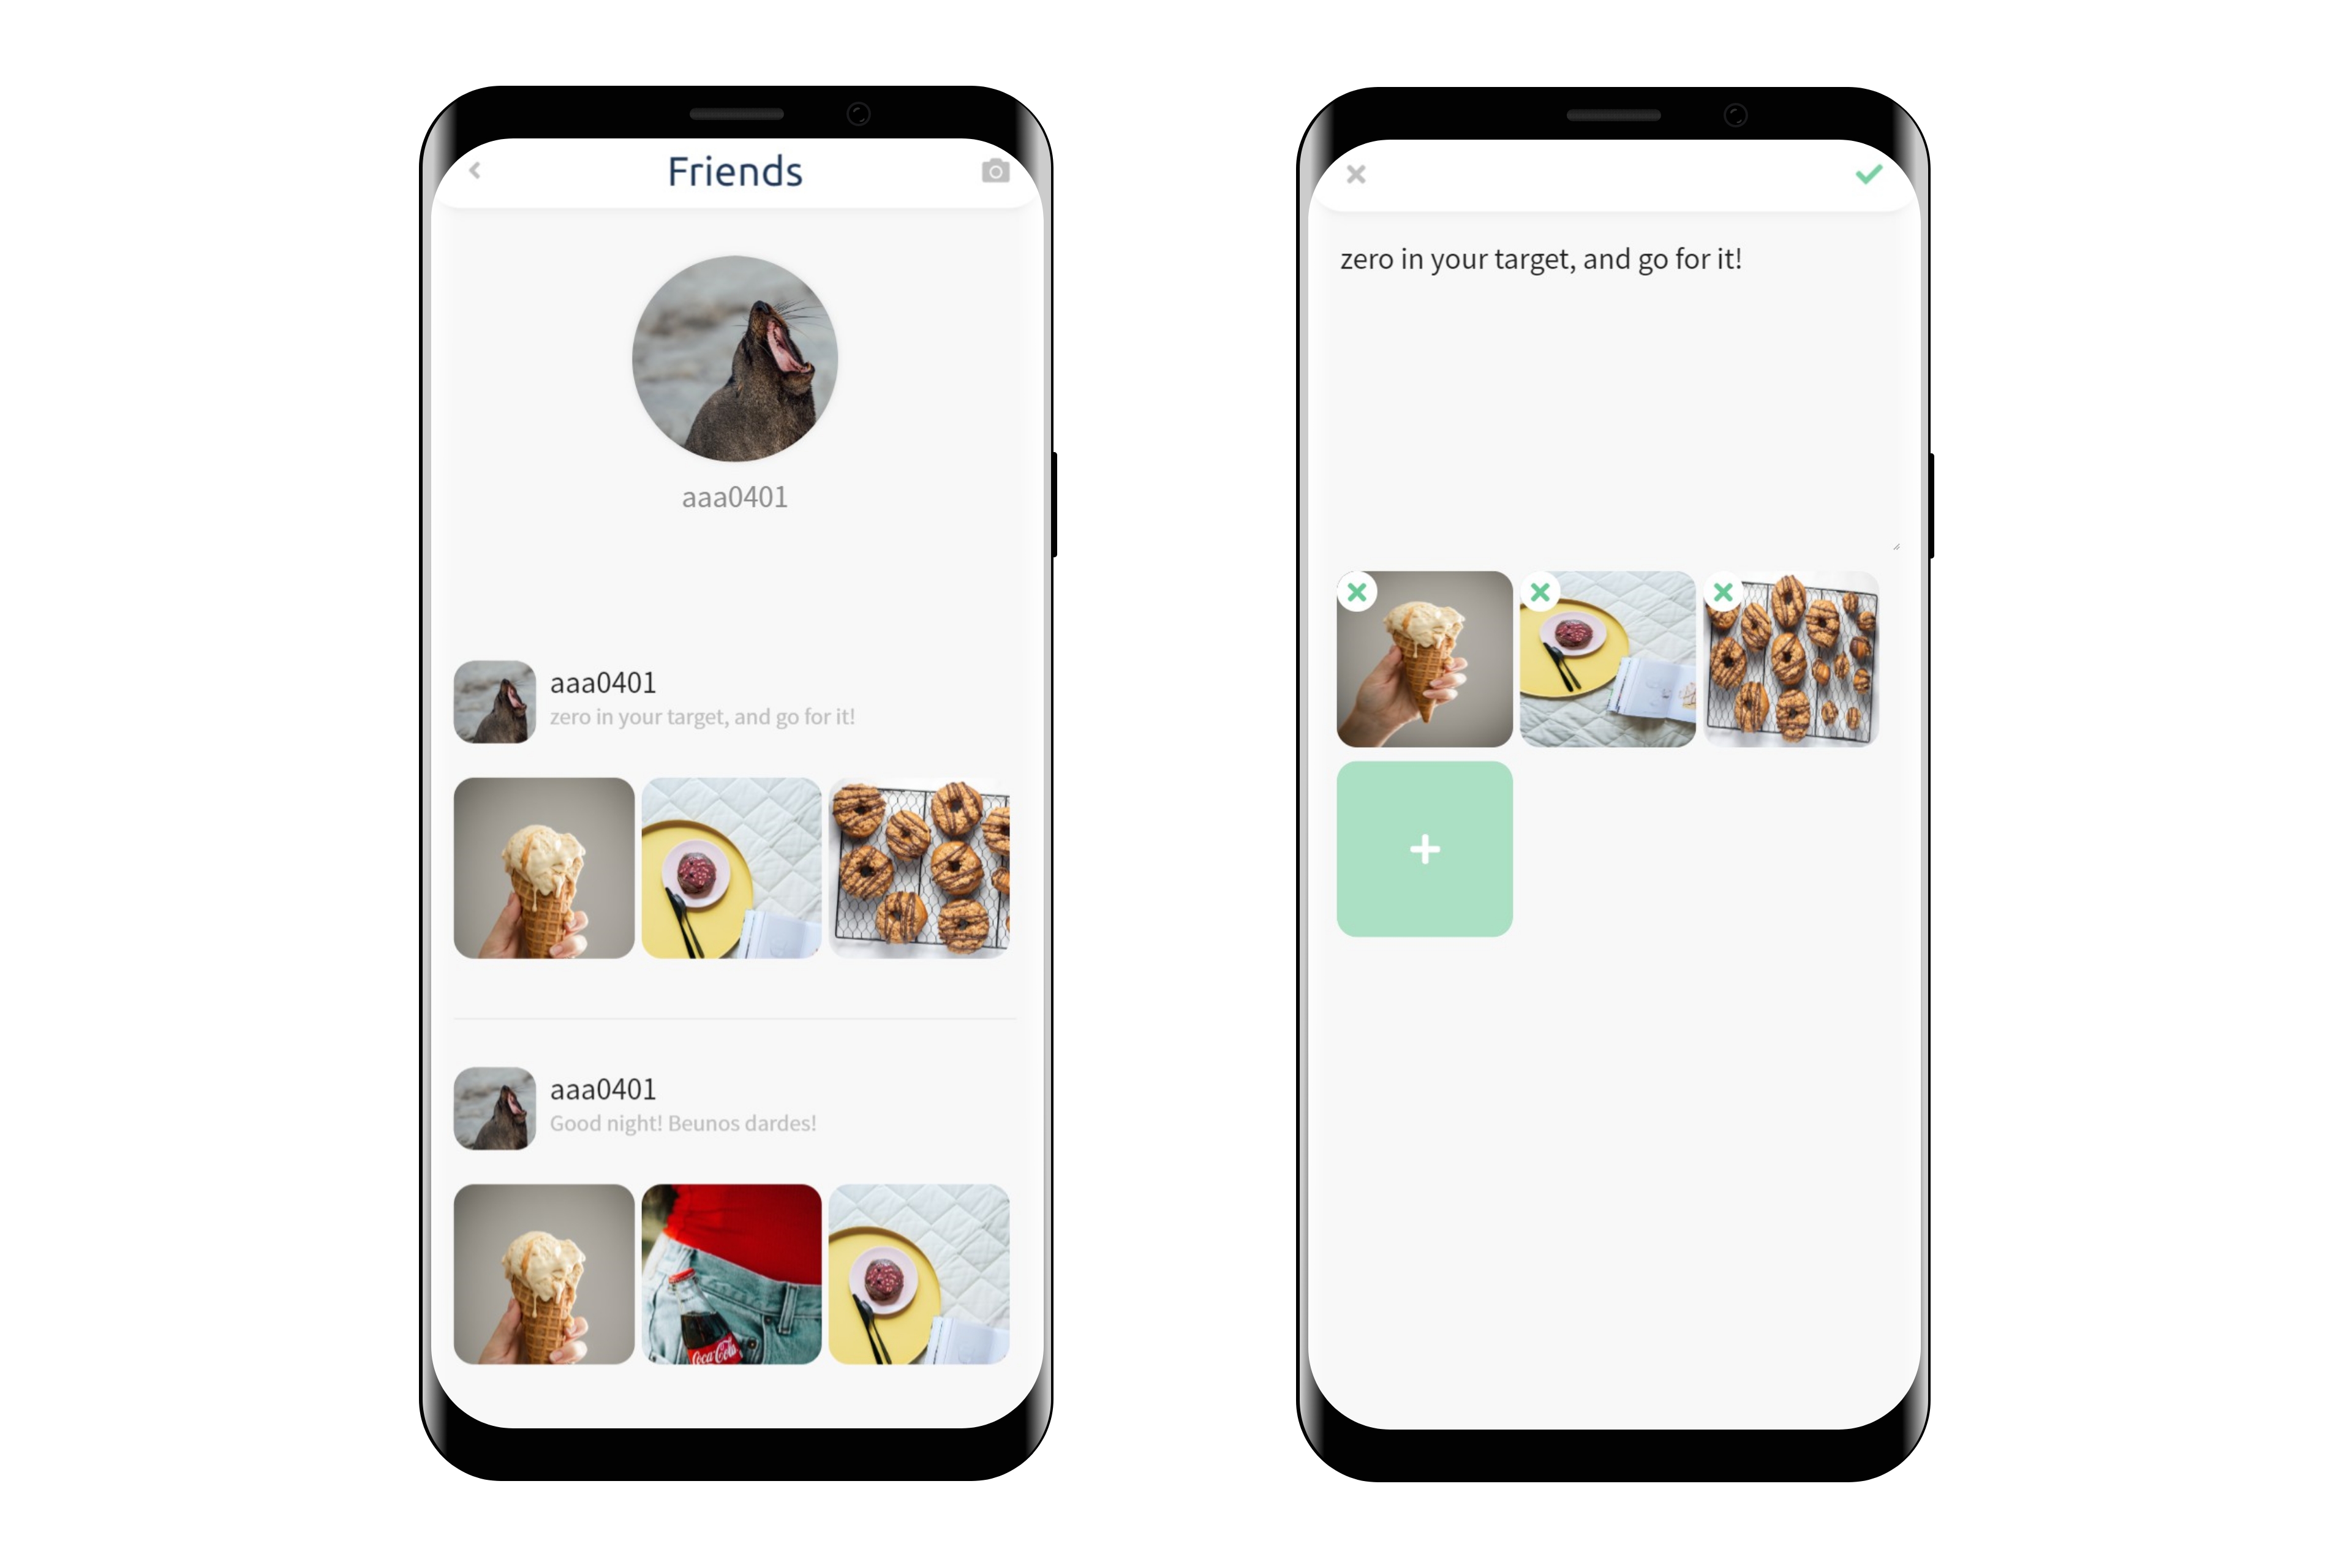 Friends
aaa0401
aaa0401
zero in your target, and go for it!
aaa0401
Good night! Beunos dardes!
Coca-Cola
zero in your target, and go for it!